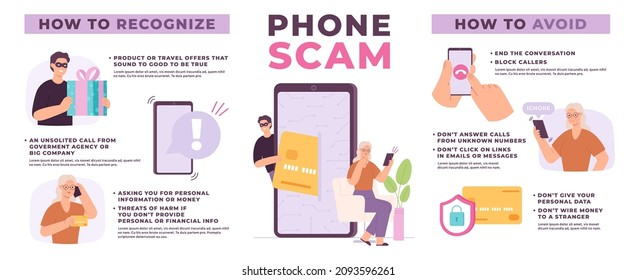 HOW TO RECOGNIZE
• PRODUCT OR TRAVEL OFFERS THAT
SOUND TO GOOD TO BE TRUE
• AN UNSOLITED CALL FROM
GOVERMENT AGENCY OR
BIG COMPANY
• ASKING YOU FOR PERSONAL
INFORMATION OR MONEY
• THREATS OF HARM IF
YOU DON'T PROVIDE
PERSONAL OR FINANCIAL INFO
PHONE
SCAM
HOW TO AVOID
• END THE CONVERSATION
• BLOCK CALLERS
• DON'T ANSWER CALLS
FROM UNKNOWN NUMBERS
• DON'T CLICK ON LINKS
IN EMAILS OR MESSAGES
IGNORE
• DON'T GIVE YOUR
PERSONAL DATA
• DON'T WIRE MONEY
TO A STRANGER
shutterstock.com · 2093596261